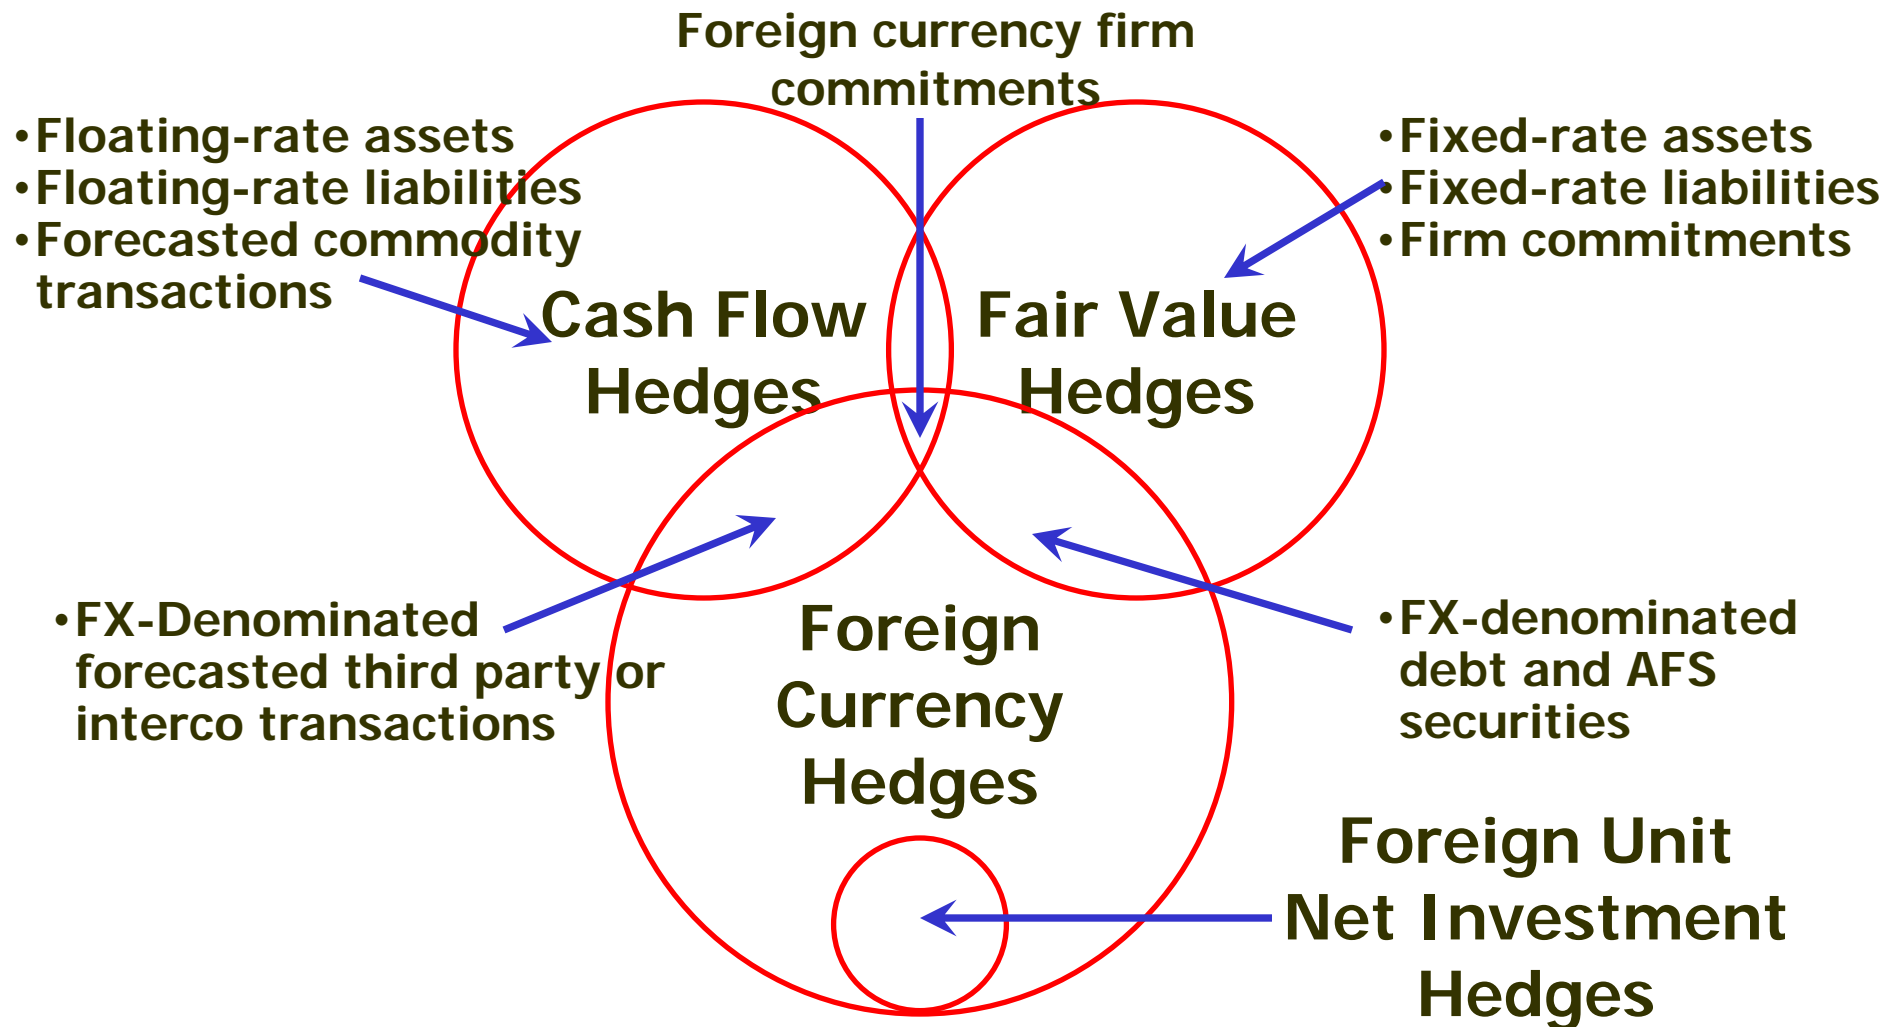 Foreign currency firm
commitments
•Floating-rate assets
•Floating-rate liabilities
•Forecasted commodity
transactions
•Fixed-rate assets
•Fixed-rate liabilities
•Firm commitments
Cash Flow
Hedges
Fair Value
Hedges
•FX-Denominated
forecasted third party or
interco transactions
Foreign
Currency
Hedges
•FX-denominated
debt and AFS
securities
Foreign Unit
Net Investment
Hedges